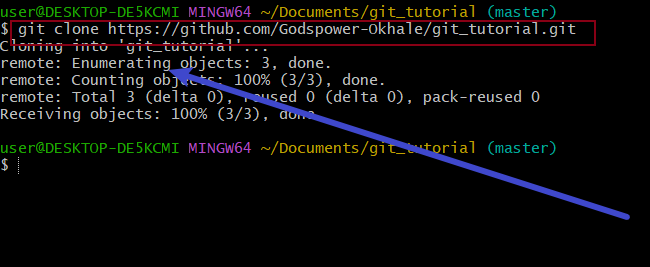 user@DESKTOP-DE5KCMI MINGW64 ~/Documents/git_tutorial (master)
$ git clone https://github.com/Godspower-Okhale/git_tutorial.git
Cloning into 'git_tutorial'...
remote: Enumerating objects: 3, done.
remote: Counting objects: 100% (3/3), done.
remote: Total 3 (delta 0), reused 0 (delta 0), pack-reused 0
Receiving objects: 100% (3/3), done.
user@DESKTOP-DE5KCMI MINGW64 ~/Documents/git_tutorial (master)
$